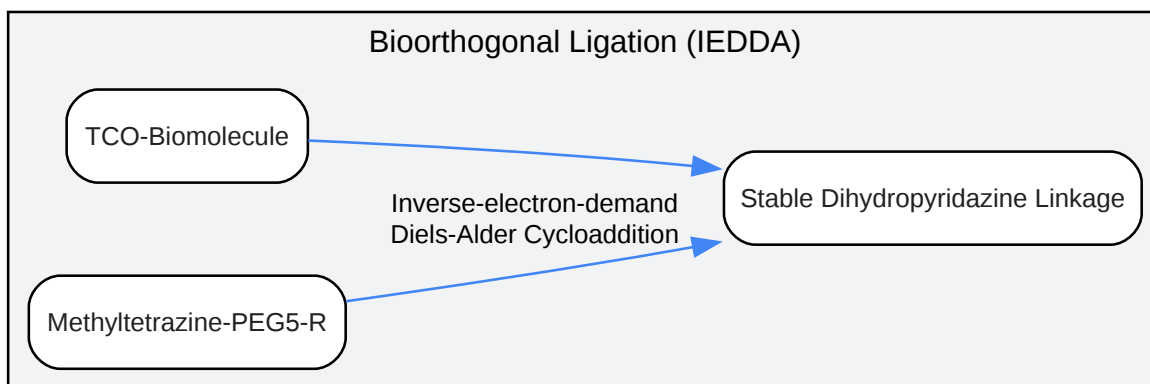 Bioorthogonal Ligation (IEDDA)
TCO-Biomolecule
Stable Dihydropyridazine Linkage
Inverse-electron-demand
Diels-Alder Cycloaddition
Methyltetrazine-PEG5-R